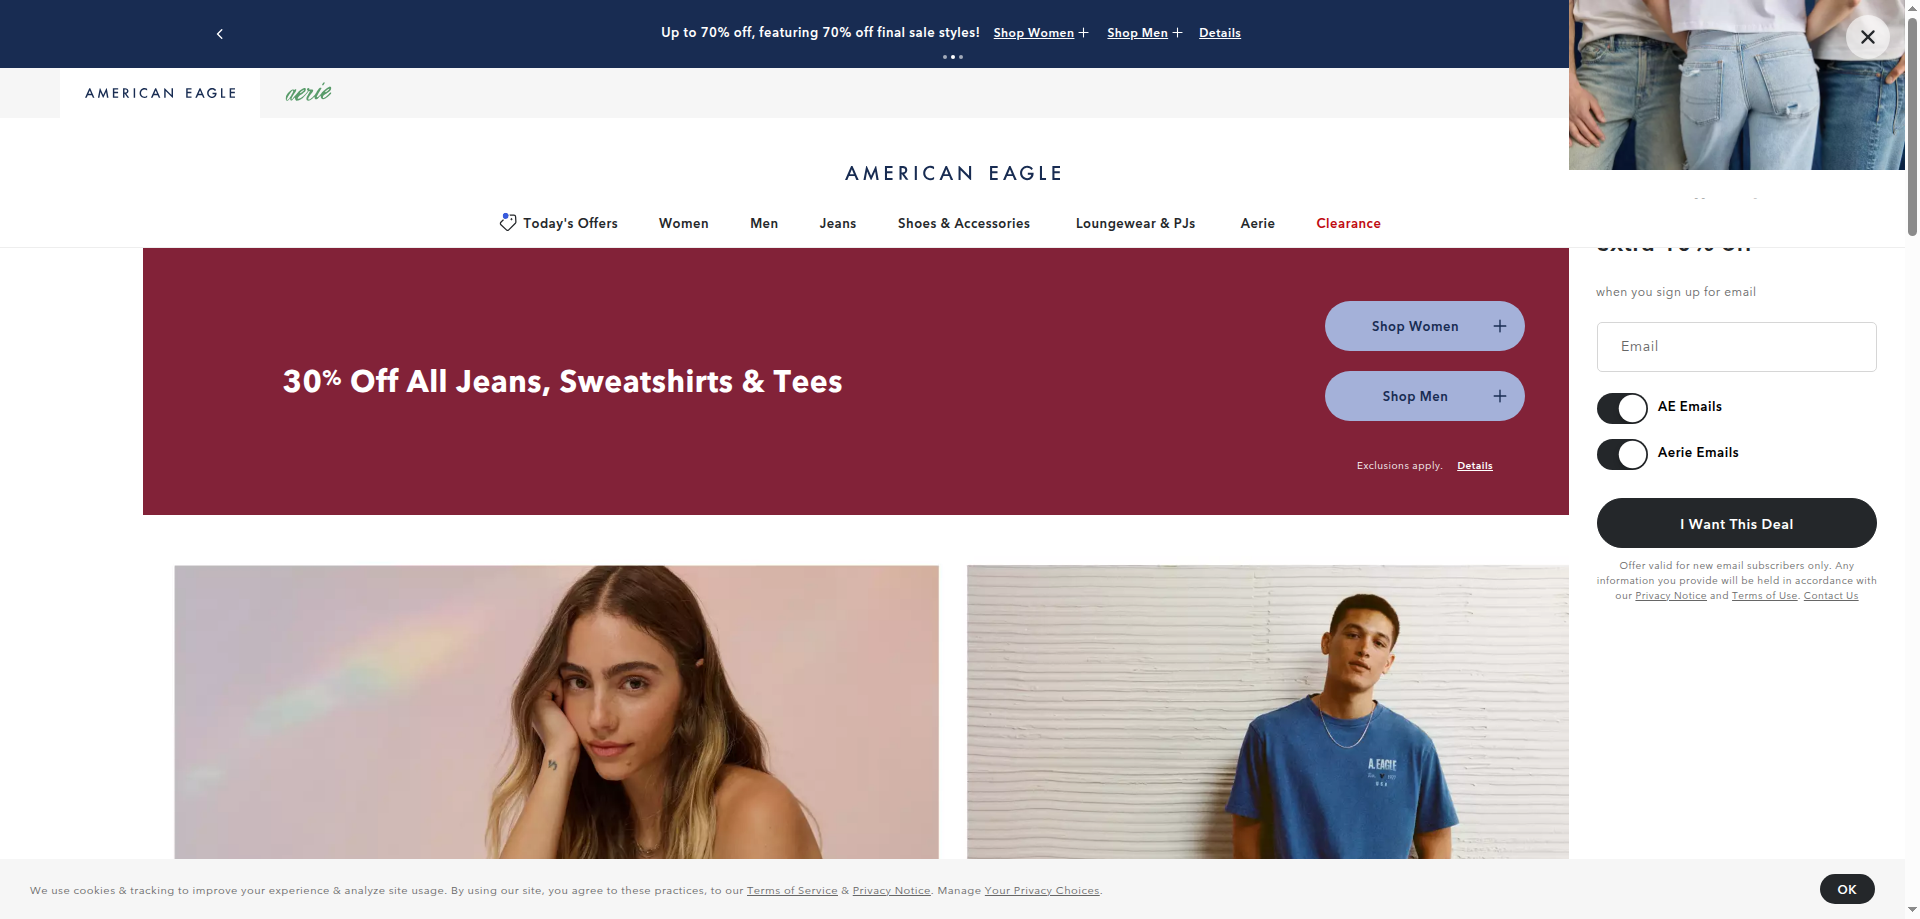 Up to 70% off, featuring 70% off final sale styles! Shop Women Shop Men Details
AMERICAN EAGLE aerie
AMERICAN EAGLE
Today's Offers Women Men Jeans Shoes & Accessories Loungewear & PJs Aerie Clearance
30% Off All Jeans, Sweatshirts & Tees
Shop Women
Shop Men
Exclusions apply. Details
when you sign up for email
Email
AE Emails
Aerie Emails
I Want This Deal
Offer valid for new email subscribers only. Any
information you provide will be held in accordance with
our Privacy Notice and Terms of Use. Contact Us
A.EAGLE
USA
We use cookies & tracking to improve your experience & analyze site usage. By using our site, you agree to these practices, to our Terms of Service & Privacy Notice. Manage Your Privacy Choices.
OK